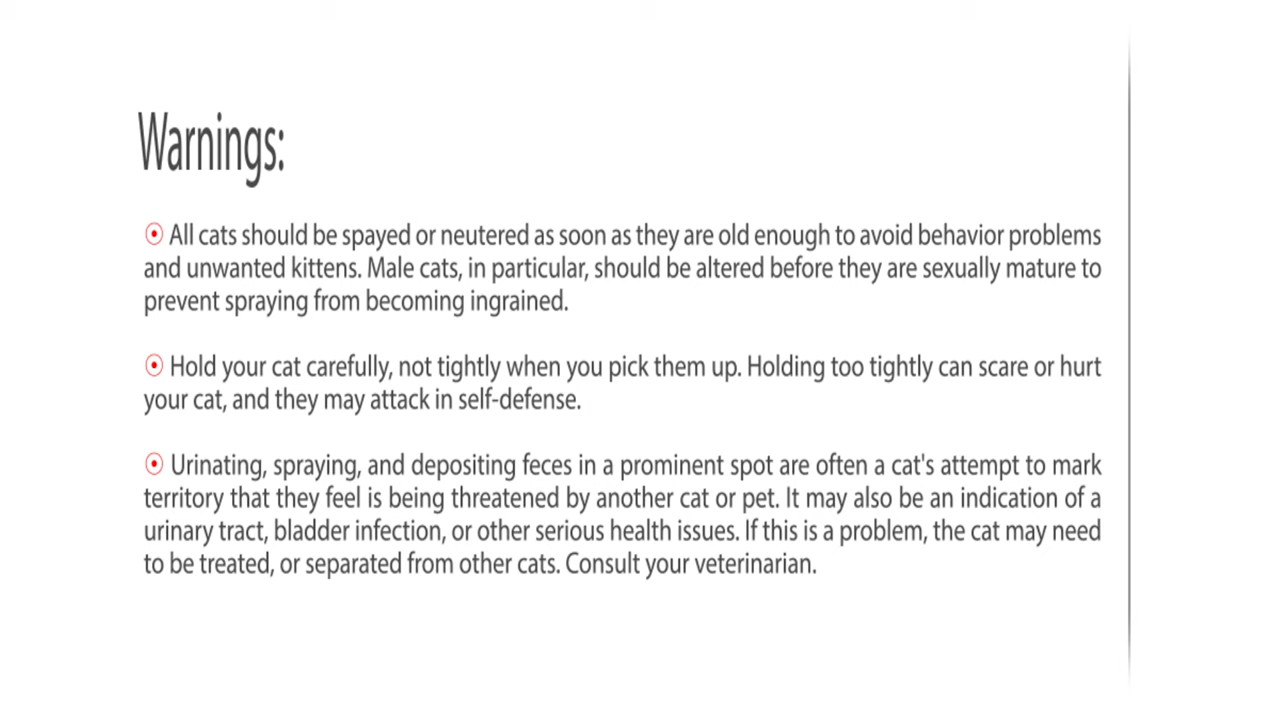 Warnings:
⦿ All cats should be spayed or neutered as soon as they are old enough to avoid behavior problems
and unwanted kittens. Male cats, in particular, should be altered before they are sexually mature to
prevent spraying from becoming ingrained.
⦿ Hold your cat carefully, not tightly when you pick them up. Holding too tightly can scare or hurt
your cat, and they may attack in self-defense.
⦿ Urinating, spraying, and depositing feces in a prominent spot are often a cat's attempt to mark
territory that they feel is being threatened by another cat or pet. It may also be an indication of a
urinary tract, bladder infection, or other serious health issues. If this is a problem, the cat may need
to be treated, or separated from other cats. Consult your veterinarian.